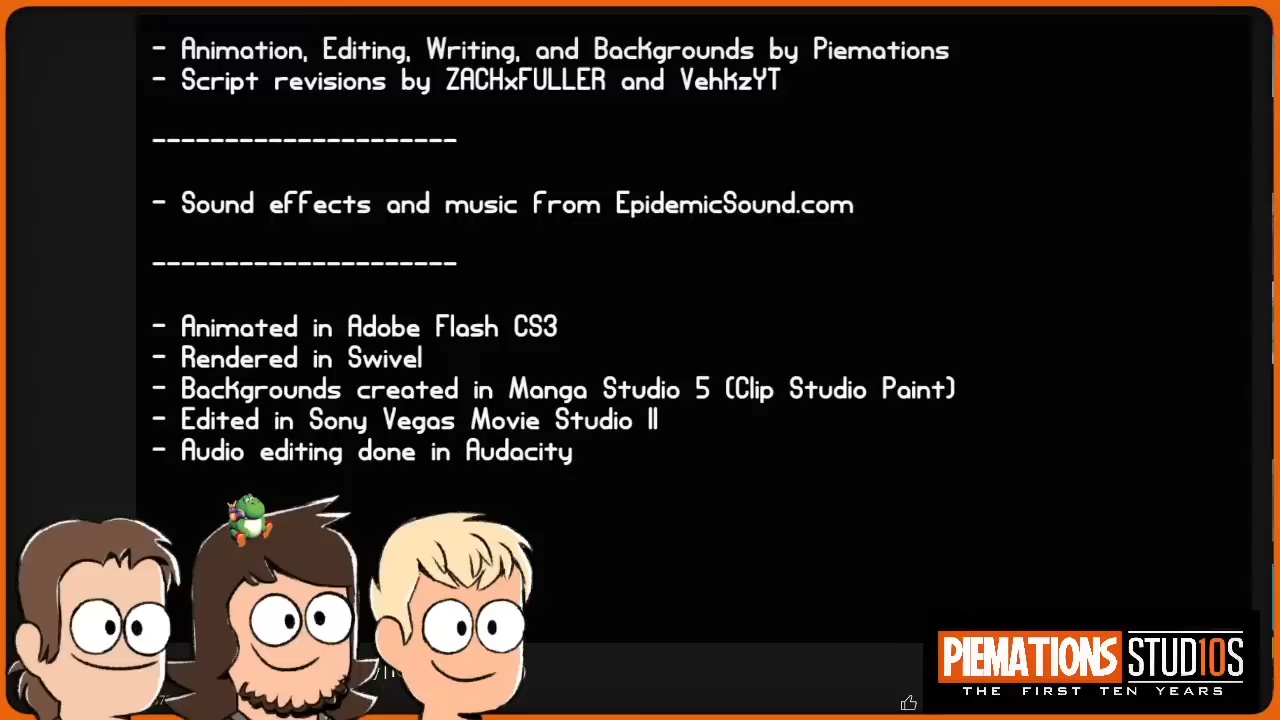 - Animation, Editing, Writing, and Backgrounds by Piemations
- Script revisions by ZACHxFULLER and VehKzYT
---------------------
- Sound effects and music from EpidemicSound.com
---------------------
- Animated in Adobe Flash CS3
- Rendered in Swivel
- Backgrounds created in Manga Studio 5 (Clip Studio Paint)
- Edited in Sony Vegas Movie Studio 11
- Audio editing done in Audacity
PIEMATIONS STUD10S
THE FIRST TEN YEARS